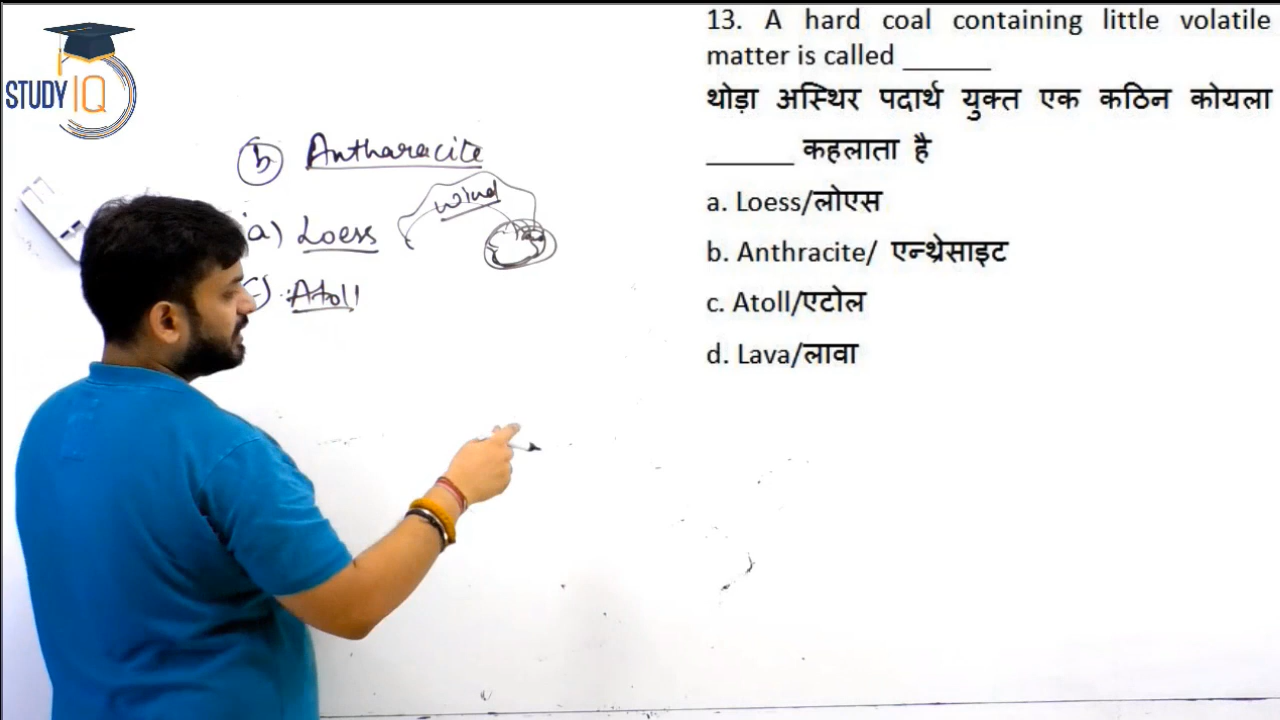 STUDY IQ
13. A hard coal containing little volatile
matter is called ______
थोड़ा अस्थिर पदार्थ युक्त एक कठिन कोयला
______ कहलाता है
a. Loess/लोएस
b. Anthracite/ एन्थ्रेसाइट
c. Atoll/एटोल
d. Lava/लावा
b Antharacite
a) Loess
wind
c) Atoll